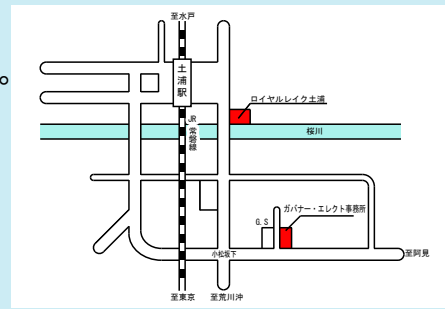 至水戸
土浦駅
ロイヤルレイク土浦
JR常磐線
桜川
ガバナー・エレクト事務所
G.S
小松坂下
至阿見
至東京
至荒川沖